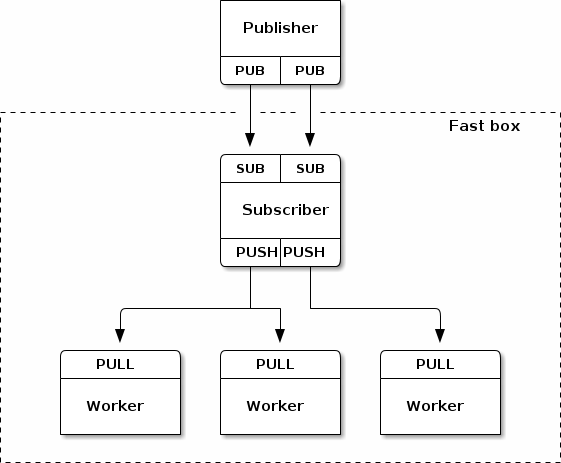 Publisher
PUB PUB
Fast box
SUB SUB
Subscriber
PUSH PUSH
PULL PULL PULL
Worker Worker Worker